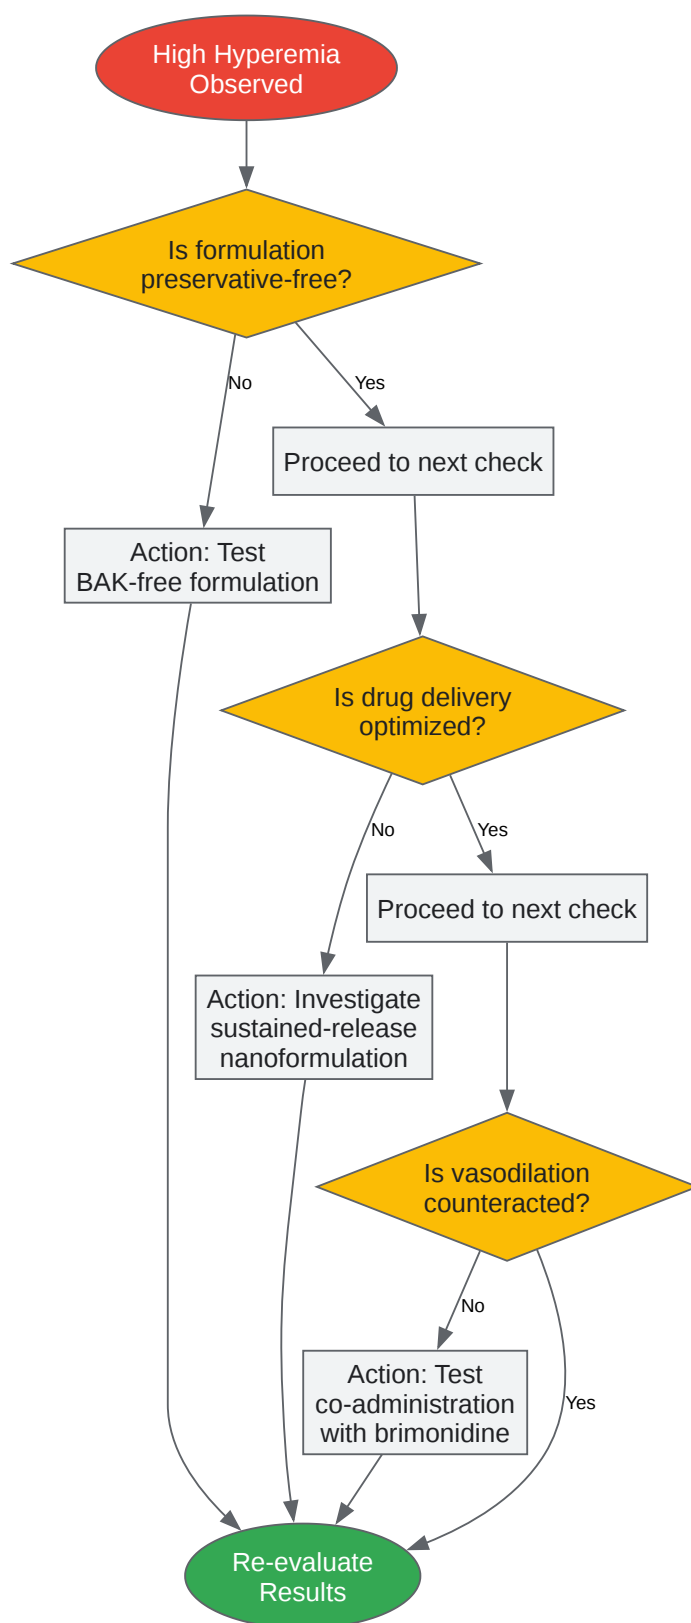 High Hyperemia
Observed
Is formulation
preservative-free?
No
Yes
Proceed to next check
Action: Test
BAK-free formulation
Is drug delivery
optimized?
No
Yes
Proceed to next check
Action: Investigate
sustained-release
nanoformulation
Is vasodilation
counteracted?
No
Action: Test
co-administration
with brimonidine
Yes
Re-evaluate
Results